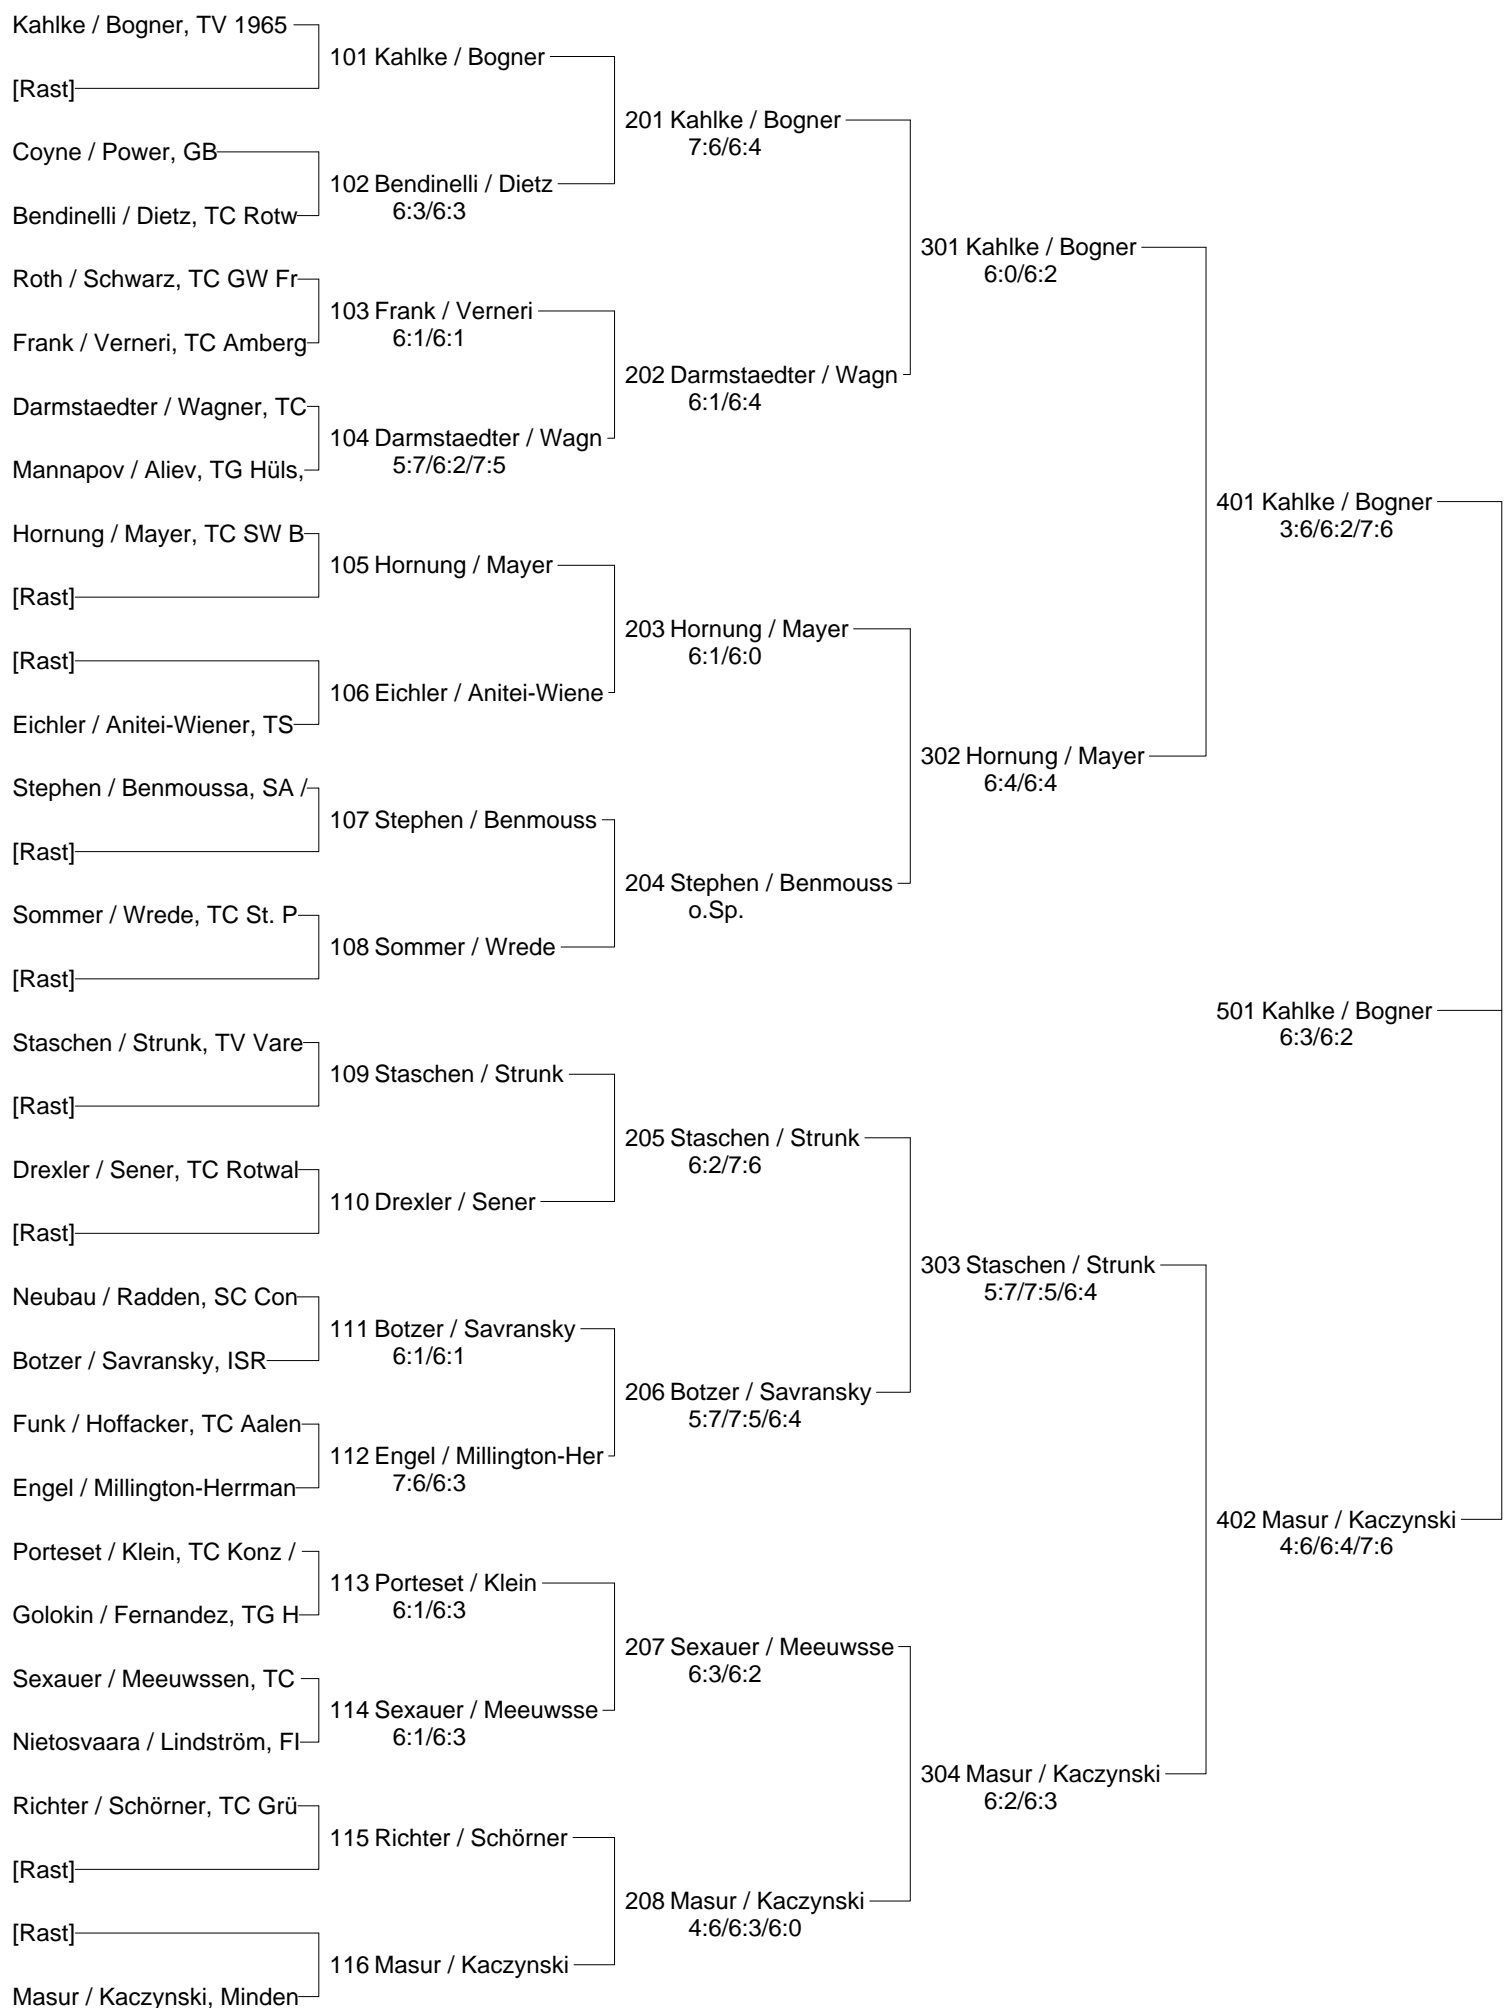 Kahlke / Bogner, TV 1965
[Rast]
Coyne / Power, GB
Bendinelli / Dietz, TC Rotw
Roth / Schwarz, TC GW Fr
Frank / Verneri, TC Amberg
Darmstaedter / Wagner, TC
Mannapov / Aliev, TG Hüls,
Hornung / Mayer, TC SW B
[Rast]
[Rast]
Eichler / Anitei-Wiener, TS
Stephen / Benmoussa, SA /
[Rast]
Sommer / Wrede, TC St. P
[Rast]
Staschen / Strunk, TV Vare
[Rast]
Drexler / Sener, TC Rotwal
[Rast]
Neubau / Radden, SC Con
Botzer / Savransky, ISR
Funk / Hoffacker, TC Aalen
Engel / Millington-Herrman
Porteset / Klein, TC Konz /
Golokin / Fernandez, TG H
Sexauer / Meeuwssen, TC
Nietosvaara / Lindström, FI
Richter / Schörner, TC Grü
[Rast]
[Rast]
Masur / Kaczynski, Minden
101 Kahlke / Bogner
102 Bendinelli / Dietz
6:3/6:3
103 Frank / Verneri
6:1/6:1
104 Darmstaedter / Wagn
5:7/6:2/7:5
105 Hornung / Mayer
106 Eichler / Anitei-Wiene
107 Stephen / Benmouss
108 Sommer / Wrede
109 Staschen / Strunk
110 Drexler / Sener
111 Botzer / Savransky
6:1/6:1
112 Engel / Millington-Her
7:6/6:3
113 Porteset / Klein
6:1/6:3
114 Sexauer / Meeuwsse
6:1/6:3
115 Richter / Schörner
116 Masur / Kaczynski
201 Kahlke / Bogner
7:6/6:4
202 Darmstaedter / Wagn
6:1/6:4
203 Hornung / Mayer
6:1/6:0
204 Stephen / Benmouss
o.Sp.
205 Staschen / Strunk
6:2/7:6
206 Botzer / Savransky
5:7/7:5/6:4
207 Sexauer / Meeuwsse
6:3/6:2
208 Masur / Kaczynski
4:6/6:3/6:0
301 Kahlke / Bogner
6:0/6:2
302 Hornung / Mayer
6:4/6:4
303 Staschen / Strunk
5:7/7:5/6:4
304 Masur / Kaczynski
6:2/6:3
401 Kahlke / Bogner
3:6/6:2/7:6
501 Kahlke / Bogner
6:3/6:2
402 Masur / Kaczynski
4:6/6:4/7:6